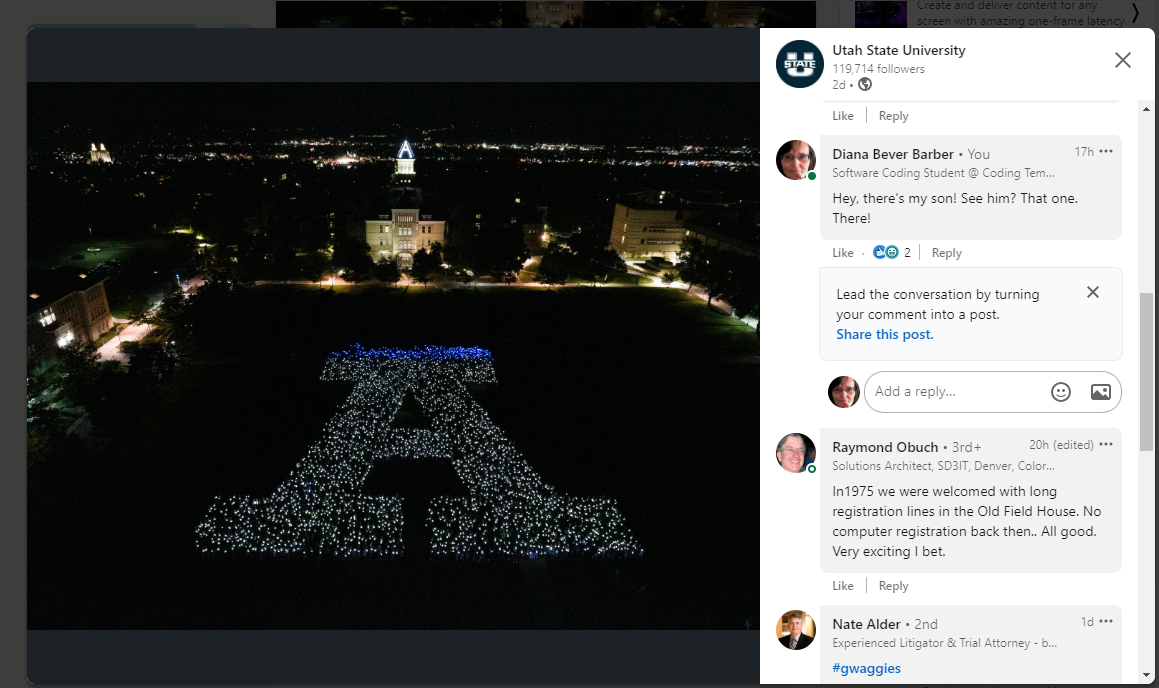 Create and deliver content for any
screen with amazing one-frame latency.
A
U
STATE
Utah State University
119,714 followers
2d •
Like | Reply
Diana Bever Barber • You
17h •••
Software Coding Student @ Coding Tem...
Hey, there's my son! See him? That one.
There!
Like · 2 | Reply
Lead the conversation by turning
your comment into a post.
Share this post.
Add a reply...
Raymond Obuch • 3rd+
20h (edited) •••
Solutions Architect, SD3IT, Denver, Color...
In1975 we were welcomed with long
registration lines in the Old Field House. No
computer registration back then.. All good.
Very exciting I bet.
Like | Reply
Nate Alder • 2nd
1d •••
Experienced Litigator & Trial Attorney - b...
#gwaggies
A